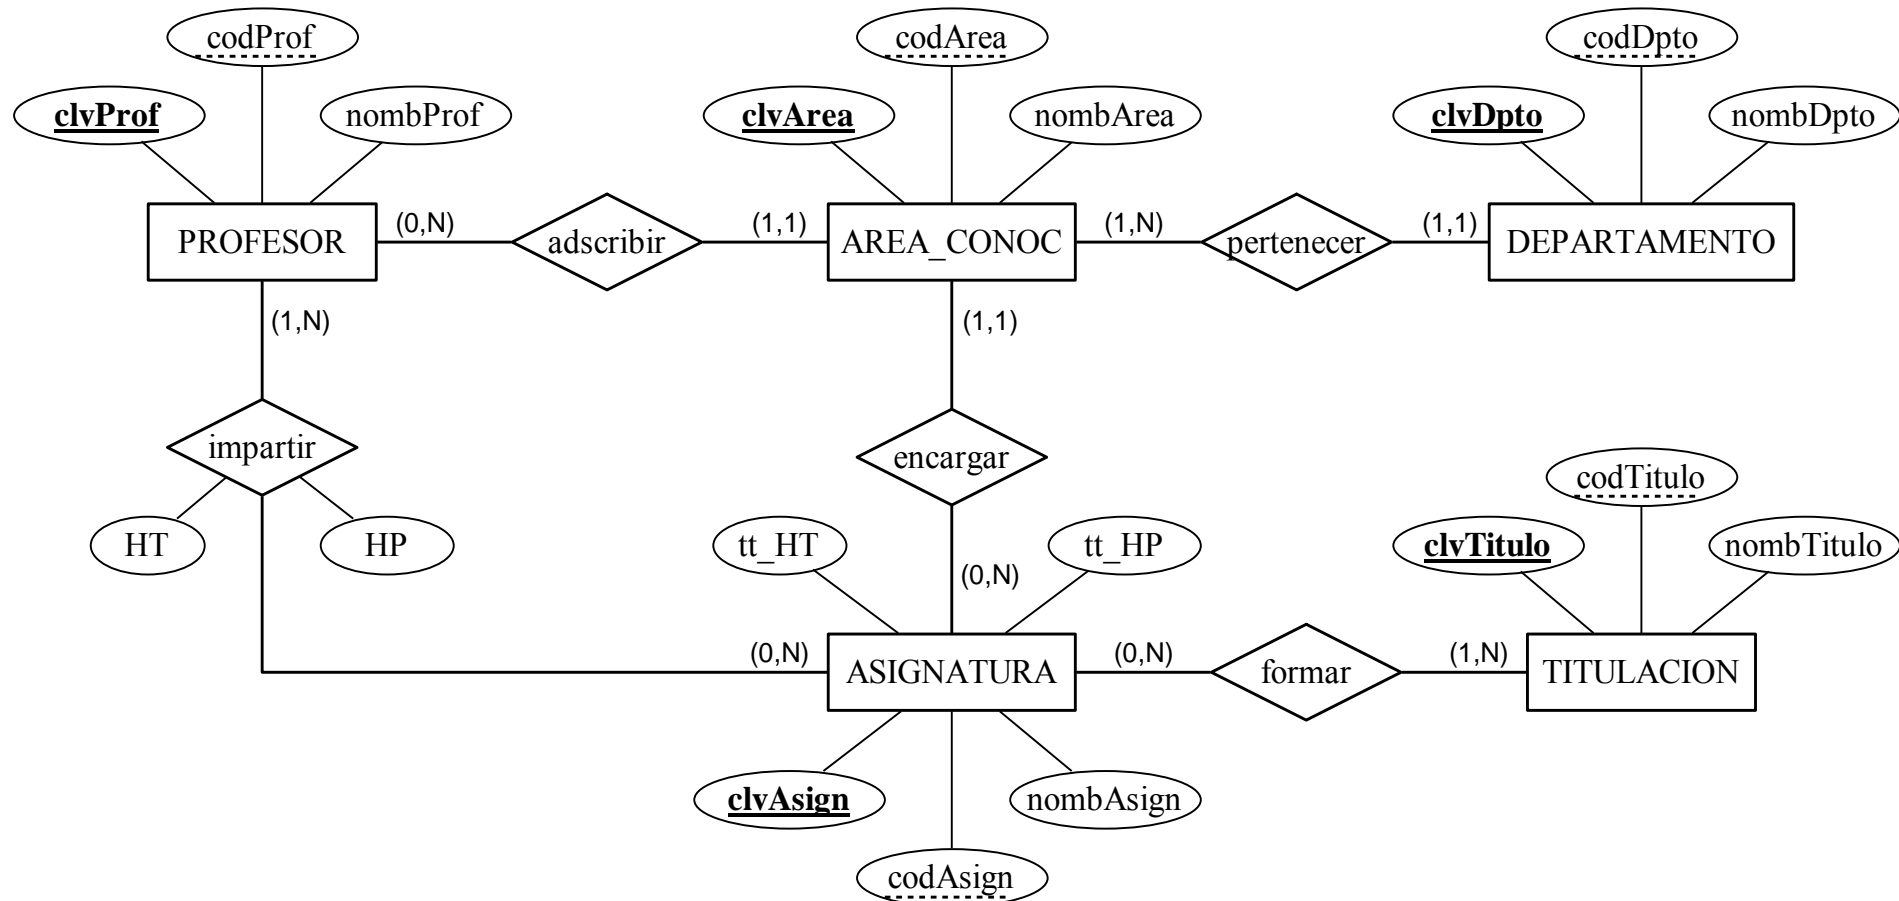 codProf
codArea
codDpto
clvProf
nombProf
clvArea
nombArea
clvDpto
nombDpto
PROFESOR
(0,N)
adscribir
(1,1)
AREA_CONOC
(1,N)
pertenecer
(1,1)
DEPARTAMENTO
(1,N)
(1,1)
impartir
encargar
codTitulo
HT
HP
tt_HT
tt_HP
clvTitulo
nombTitulo
(0,N)
(0,N)
ASIGNATURA
(0,N)
formar
(1,N)
TITULACION
clvAsign
nombAsign
codAsign